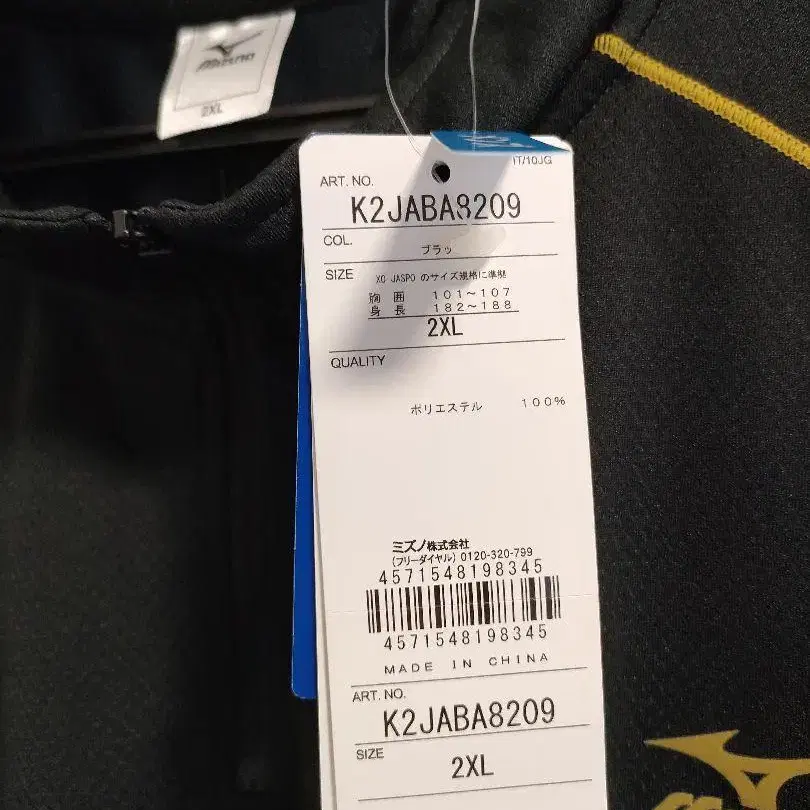 Mizuno
2XL
IT/10JG
ART. NO.
K2JABA8209
COL.
ブラッ
SIZE
XO JASPO のサイズ規格に準拠
胸 囲 101~107
身 長 182~188
2XL
QUALITY
ポリエステル 100%
ミズノ株式会社
(フリーダイヤル) 0120-320-799
4571548198345
4571548198345
MADE IN CHINA
ART. NO.
K2JABA8209
SIZE
2XL